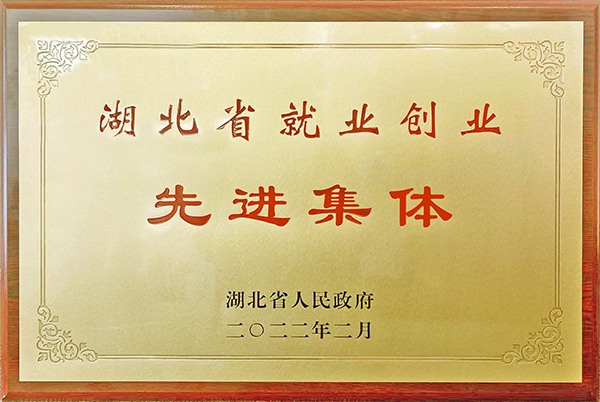 湖北省就业创业
先进集体
湖北省人民政府
二〇二二年二月